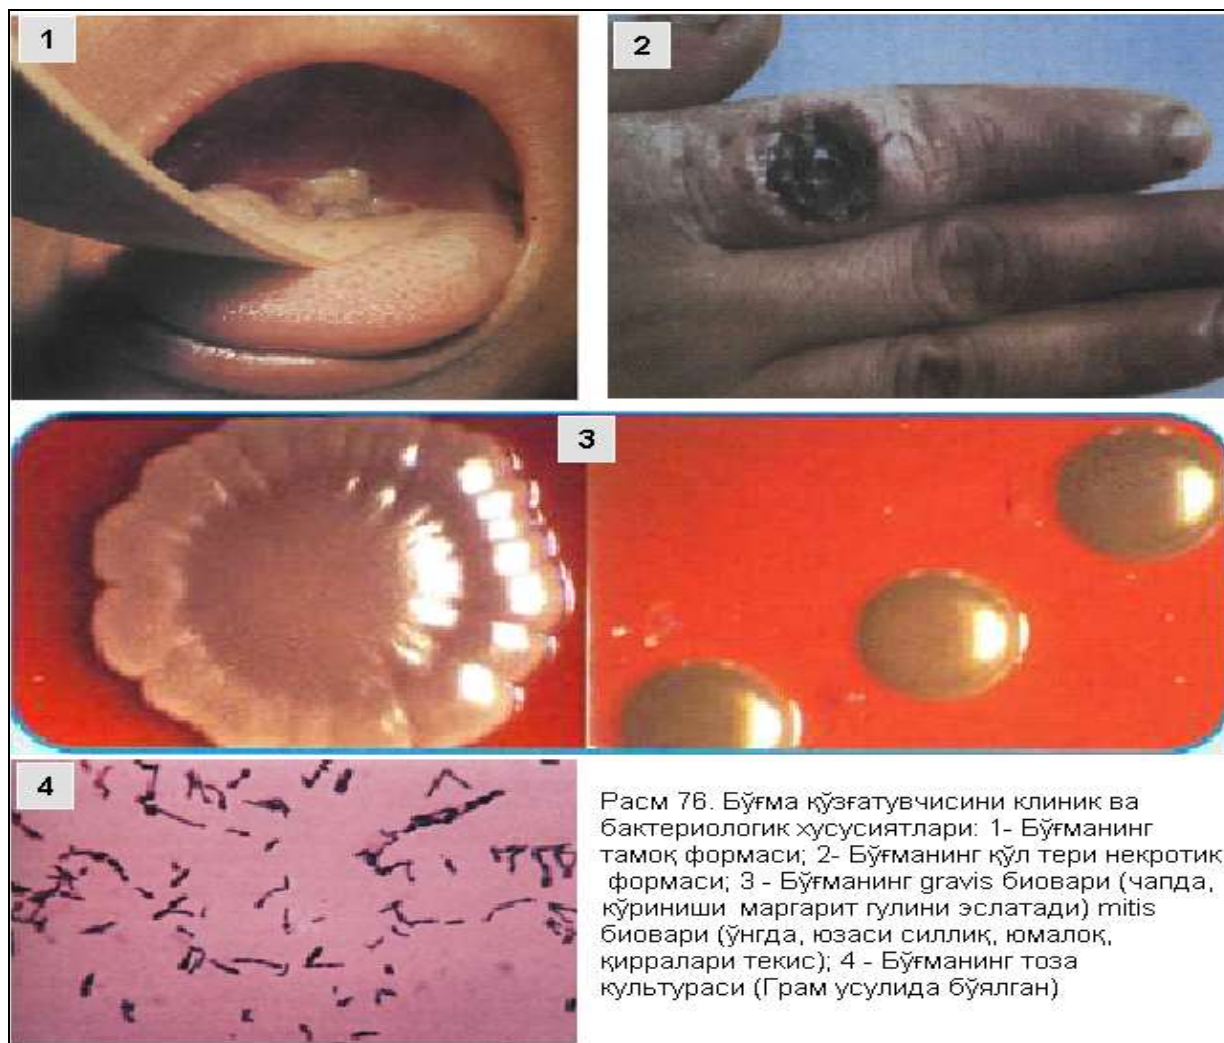 1
2
3
4
Расм 76. Бўғма қўзғатувчисини клиник ва
бактериологик хусусиятлари: 1- Бўғманинг
тамоқ формаси; 2- Бўғманинг қўл тери некротик
формаси; 3 - Бўғманинг gravis биовари (чапда,
кўриниши маргарит гулини эслатади) mitis
биовари (ўнгда, юзаси силлиқ, юмалоқ,
қирралари текис); 4 - Бўғманинг тоза
культураси (Грам усулида бўялган)